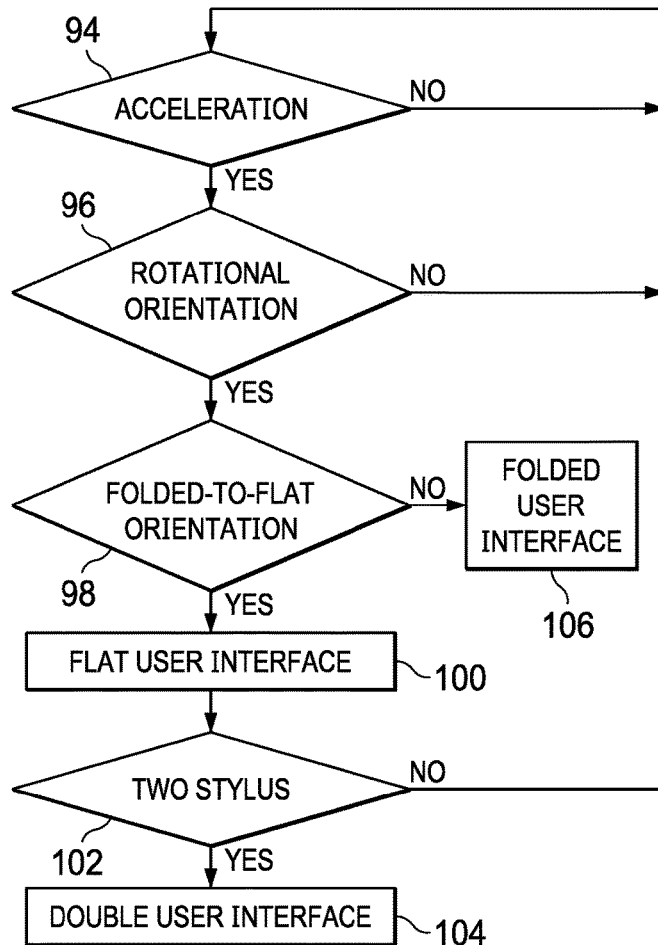 94
ACCELERATION
NO
YES
96
ROTATIONAL
ORIENTATION
NO
YES
FOLDED-TO-FLAT
ORIENTATION
NO
FOLDED
USER
INTERFACE
98
YES
106
FLAT USER INTERFACE
100
TWO STYLUS
NO
102
YES
DOUBLE USER INTERFACE
104